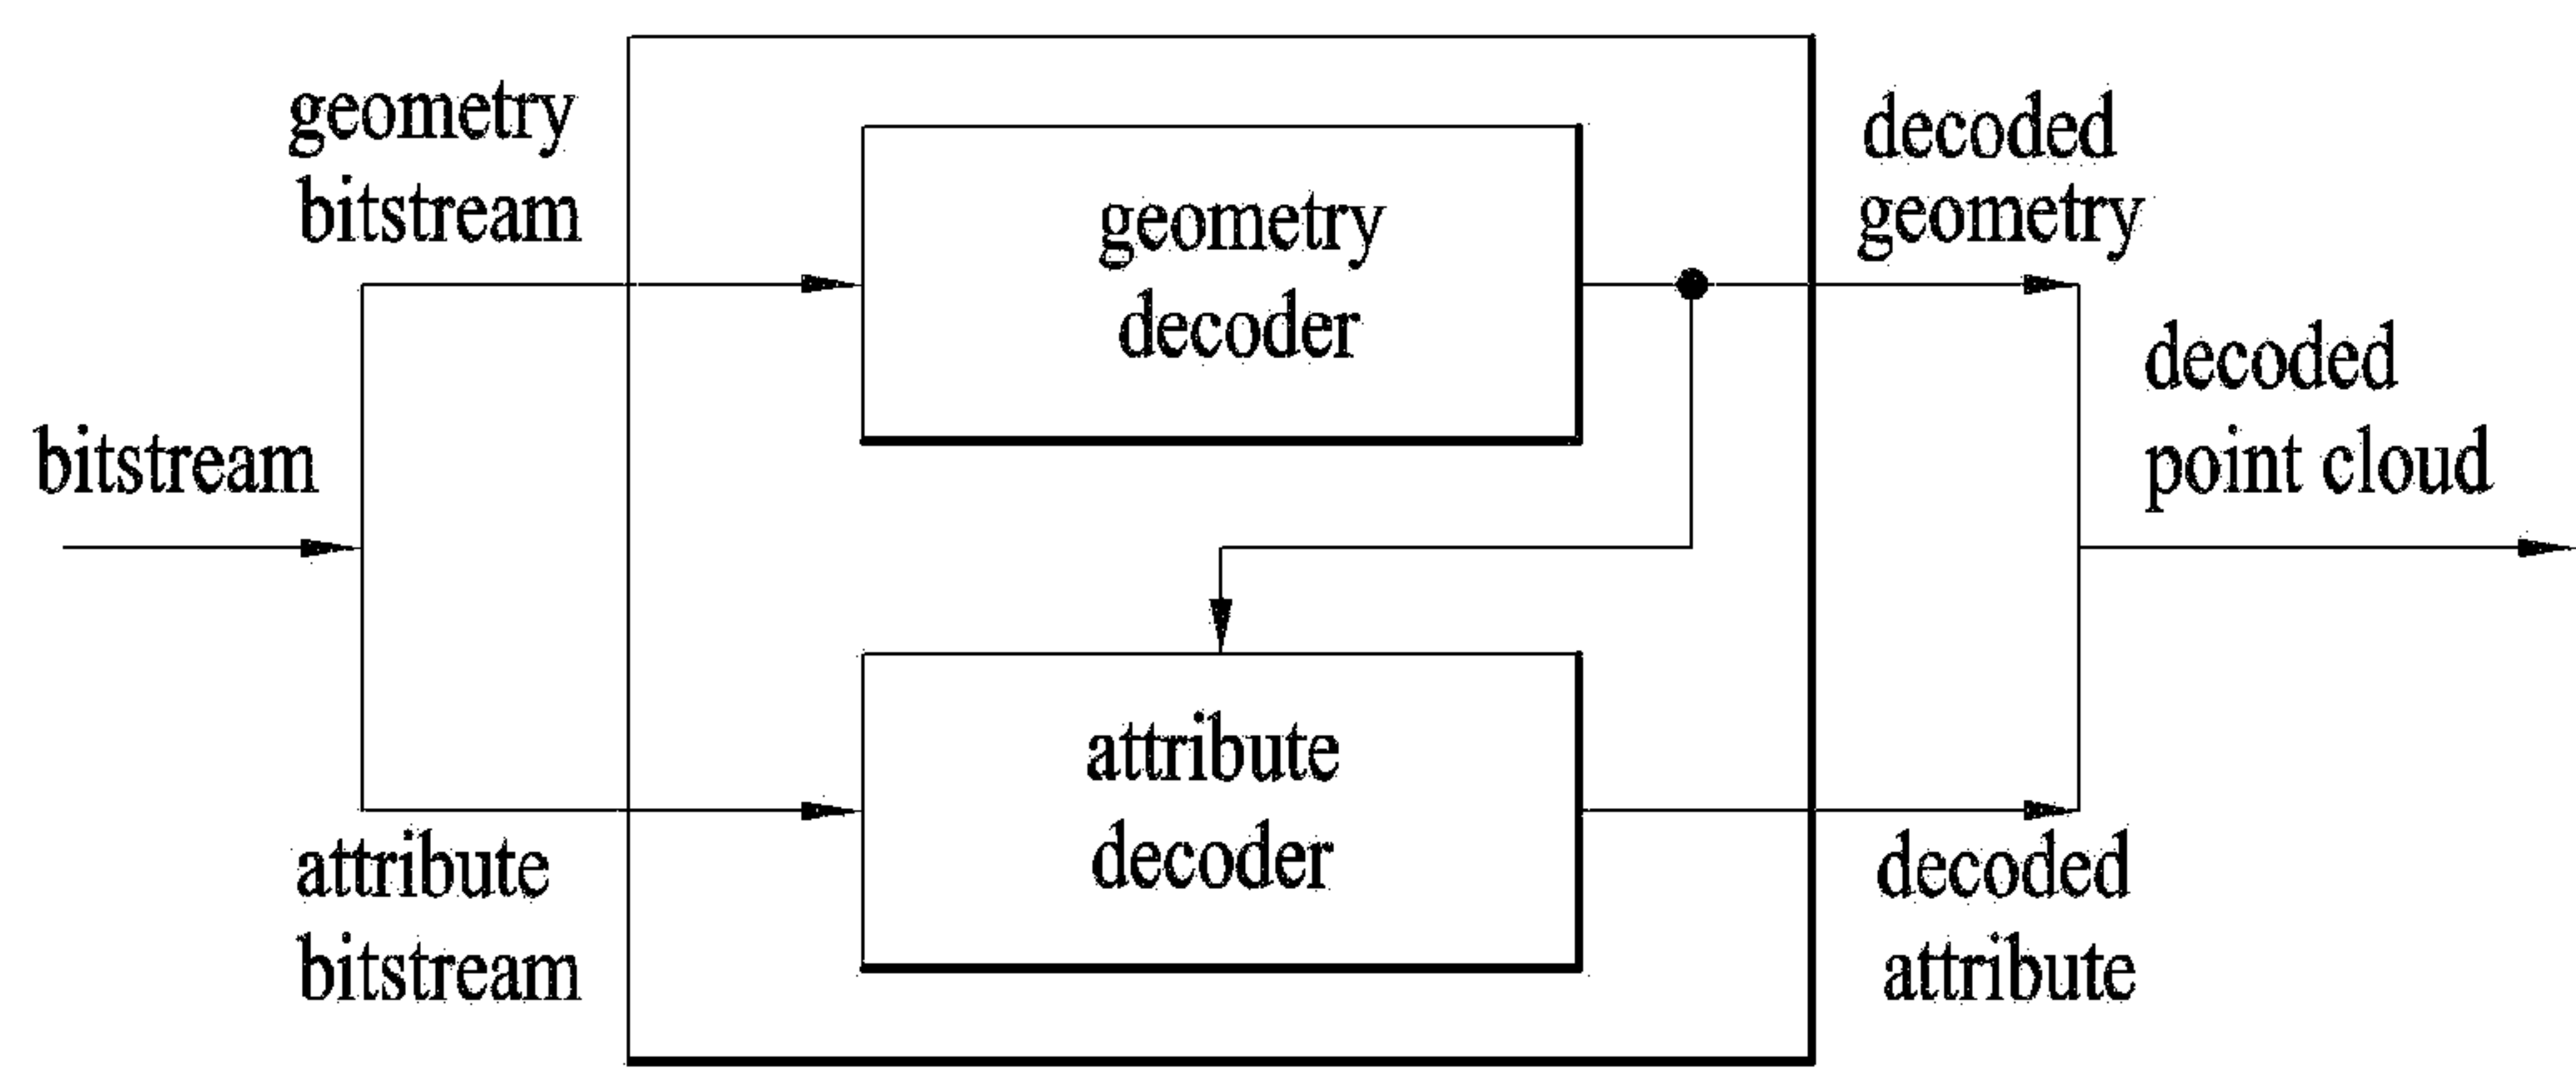 geometry
bitstream
bitstream
attribute
bitstream
geometry
decoder
attribute
decoder
decoded
geometry
decoded
point cloud
decoded
attribute